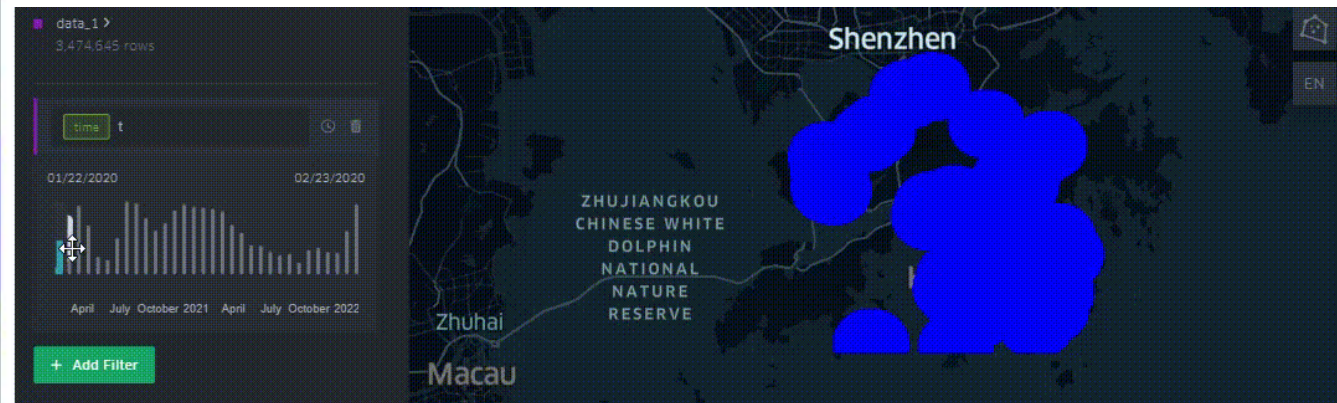 data_1
3,474,645 rows
time t
01/22/2020 02/23/2020
April July October 2021 April July October 2022
+ Add Filter
Shenzhen
EN
ZHUJIANGKOU
CHINESE WHITE
DOLPHIN
NATIONAL
NATURE
RESERVE
Zhuhai
Macau